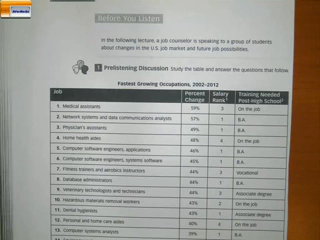 Before You Listen
In the following lecture, a job counselor is speaking to a group of students
about changes in the U.S. job market and future job possibilities.
1 Prelistening Discussion Study the table and answer the questions that follow
Fastest Growing Occupations, 2002–2012
Job Percent Change Salary Rank¹ Training Needed Post High School²
1. Medical assistants 59% 3 On the job
2. Network systems and data communications analysts 57% 1 B.A.
3. Physician's assistants 49% 1 B.A.
4. Home health aides 48% 4 On the job
5. Computer software engineers, applications 46% 1 B.A.
6. Computer software engineers, systems software 45% 1 B.A.
7. Fitness trainers and aerobics instructors 44% 3 Vocational
8. Database administrators 44% 1 B.A.
9. Veterinary technologists and technicians 44% 3 Associate degree
10. Hazardous materials removal workers 43% 2 On the job
11. Dental hygienists 43% 1 Associate degree
12. Personal and home care aides 40% 4 On the job
13. Computer systems analysts 39% 1 B.A.